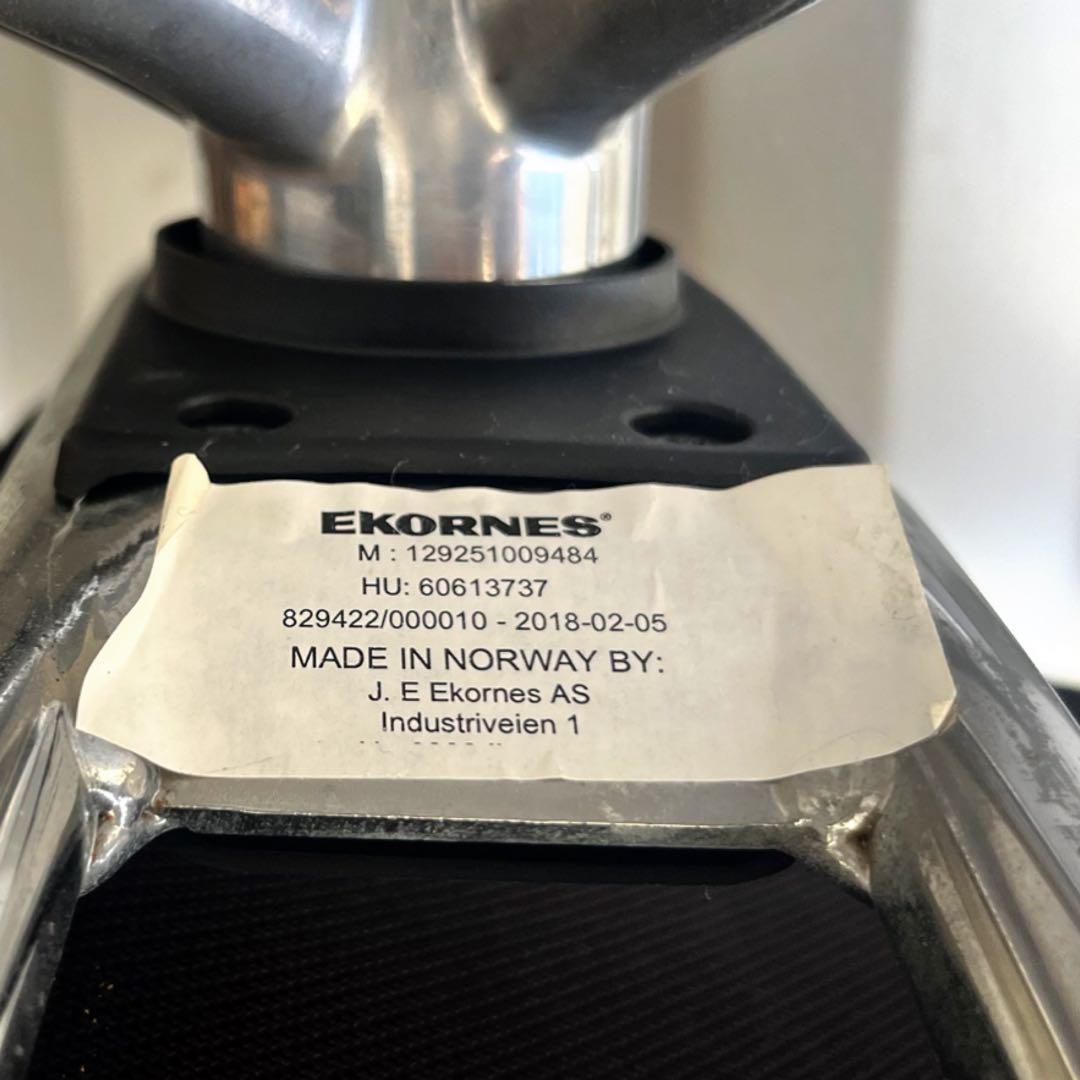 EKORNES®
M : 129251009484
HU: 60613737
829422/000010 - 2018-02-05
MADE IN NORWAY BY:
J. E Ekornes AS
Industriveien 1